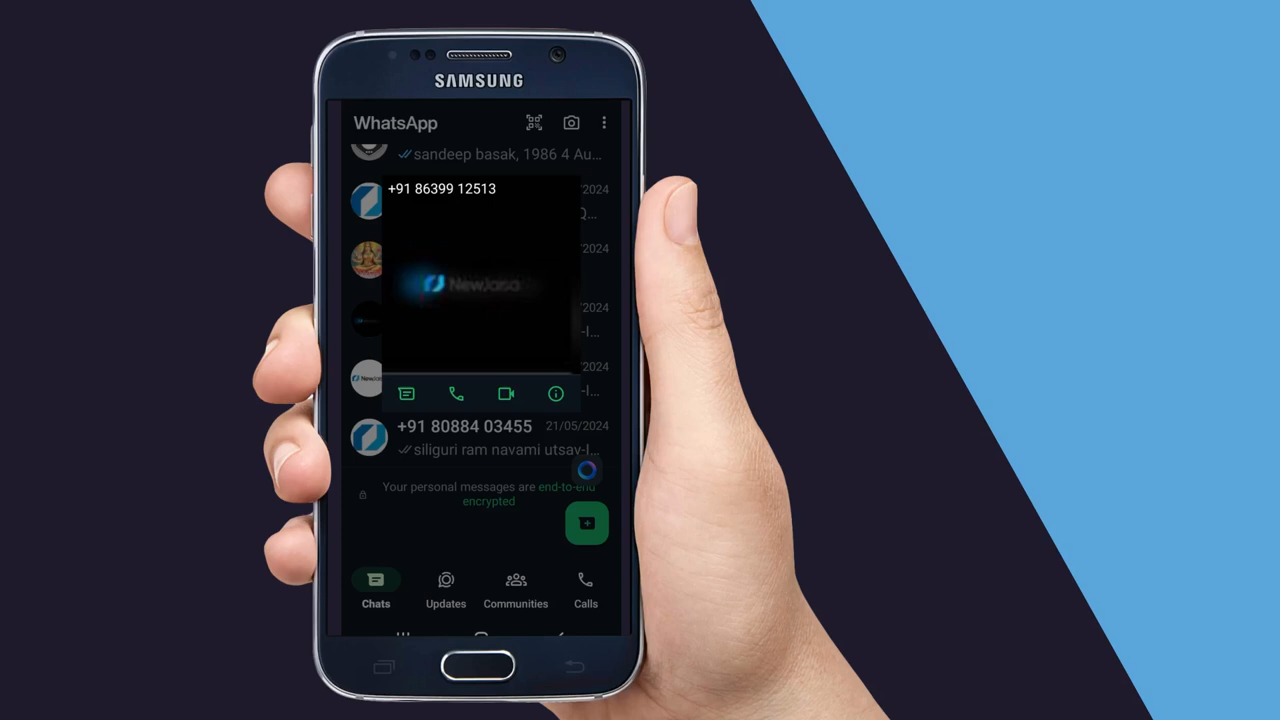 SAMSUNG
WhatsApp
sandeep basak, 1986 4 Au...
+91 86399 12513
/2024
Q...
/2024
/2024
-I...
/2024
-I...
+91 80884 03455
21/05/2024
siliguri ram navami utsav-I...
Your personal messages are end-to-end
encrypted
Chats
Updates
Communities
Calls